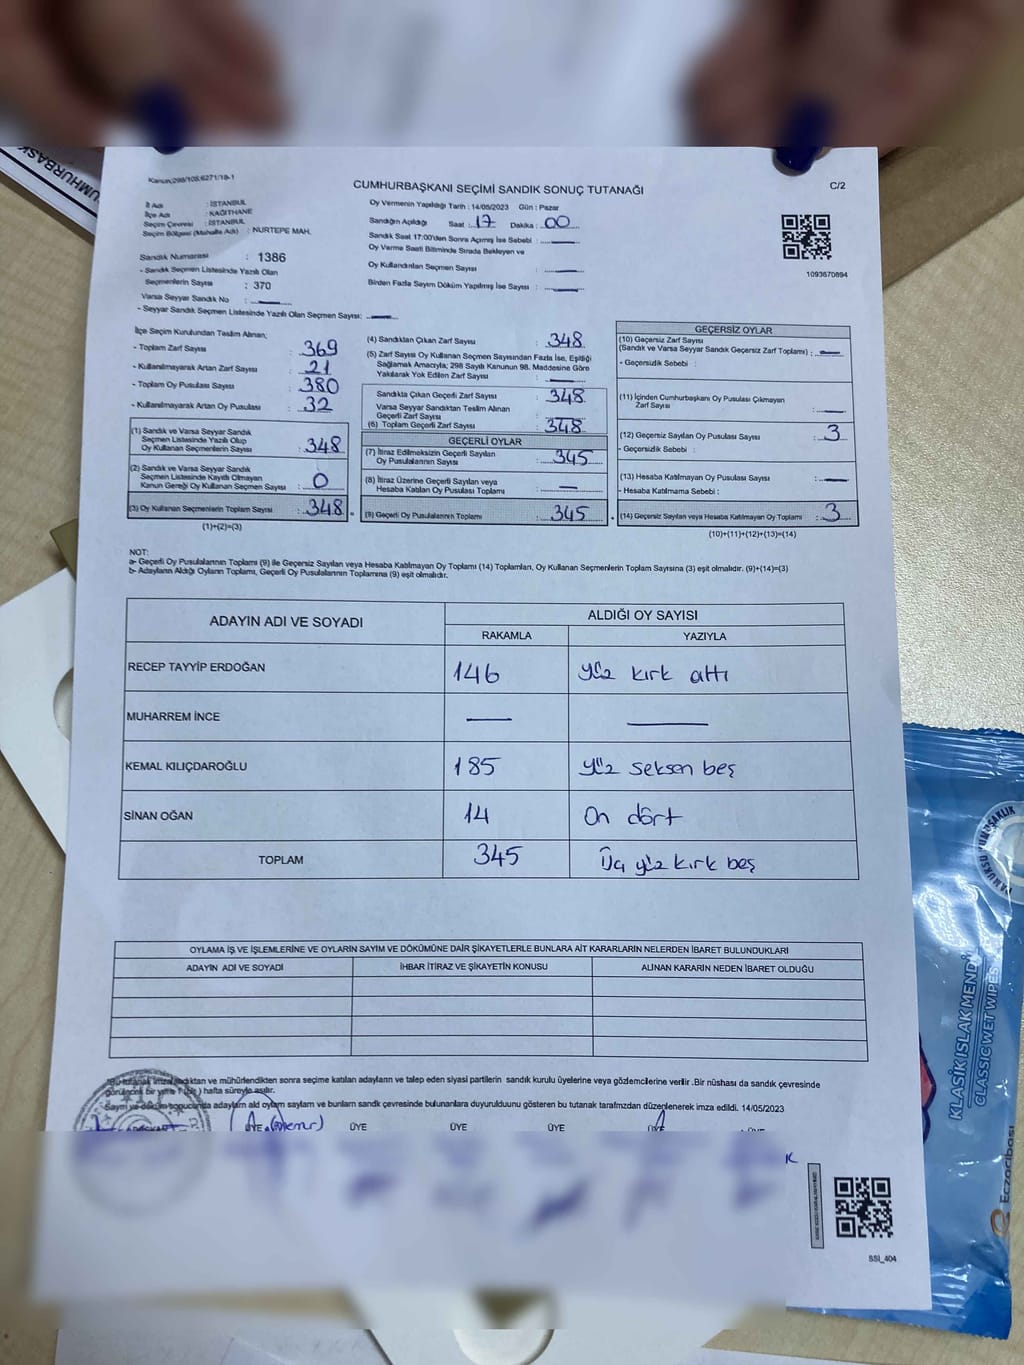 CUMHURBAŞK
Kanun:298/105:6271/19-1
CUMHURBAŞKANI SEÇİMİ SANDIK SONUÇ TUTANAĞI
C/2
İl Adı : İSTANBUL
İlçe Adı : KAĞITHANE
Seçim Çevresi : İSTANBUL
Seçim Bölgesi (Mahalle Adı) : NURTEPE MAH.
Sandık Numarası : 1386
- Sandık Seçmen Listesinde Yazılı Olan
Seçmenlerin Sayısı : 370
Varsa Seyyar Sandık No :
- Seyyar Sandık Seçmen Listesinde Yazılı Olan Seçmen Sayısı:
Oy Vermenin Yapıldığı Tarih : 14/05/2023 Gün : Pazar
Sandığın Açıldığı Saat : 17 Dakika : 00
Sandık Saat 17:00'den Sonra Açılmış İse Sebebi :
Oy Verme Saati Bitiminde Sırada Bekleyen ve
Oy Kullandırılan Seçmen Sayısı :
Birden Fazla Sayım Döküm Yapılmış İse Sayısı :
1093670894
İlçe Seçim Kurulundan Teslim Alınan;
- Toplam Zarf Sayısı : 369
- Kullanılmayarak Artan Zarf Sayısı : 21
- Toplam Oy Pusulası Sayısı : 380
- Kullanılmayarak Artan Oy Pusulası : 32
(1) Sandık ve Varsa Seyyar Sandık
Seçmen Listesinde Yazılı Olup
Oy Kullanan Seçmenlerin Sayısı : 348
(2) Sandık ve Varsa Seyyar Sandık
Seçmen Listesinde Kayıtlı Olmayan
Kanun Gereği Oy Kullanan Seçmen Sayısı : 0
(3) Oy Kullanan Seçmenlerin Toplam Sayısı : 348
(1)+(2)=(3)
(4) Sandıktan Çıkan Zarf Sayısı : 348
(5) Zarf Sayısı Oy Kullanan Seçmen Sayısından Fazla İse, Eşitliği
Sağlamak Amacıyla; 298 Sayılı Kanunun 98. Maddesine Göre
Yakılarak Yok Edilen Zarf Sayısı :
Sandıkta Çıkan Geçerli Zarf Sayısı : 348
Varsa Seyyar Sandıktan Teslim Alınan
Geçerli Zarf Sayısı :
(6) Toplam Geçerli Zarf Sayısı : 348
GEÇERLİ OYLAR
(7) İtiraz Edilmeksizin Geçerli Sayılan
Oy Pusulalarının Sayısı : 345
(8) İtiraz Üzerine Geçerli Sayılan veya
Hesaba Katılan Oy Pusulası Toplamı : —
(9) Geçerli Oy Pusulalarının Toplamı : 345
GEÇERSİZ OYLAR
(10) Geçersiz Zarf Sayısı
(Sandık ve Varsa Seyyar Sandık Geçersiz Zarf Toplamı) :
- Geçersizlik Sebebi :
(11) İçinden Cumhurbaşkanı Oy Pusulası Çıkmayan
Zarf Sayısı :
(12) Geçersiz Sayılan Oy Pusulası Sayısı : 3
- Geçersizlik Sebebi :
(13) Hesaba Katılmayan Oy Pusulası Sayısı :
- Hesaba Katılmama Sebebi :
(14) Geçersiz Sayılan veya Hesaba Katılmayan Oy Toplamı : 3
(10)+(11)+(12)+(13)=(14)
NOT:
a- Geçerli Oy Pusulalarının Toplamı (9) ile Geçersiz Sayılan veya Hesaba Katılmayan Oy Toplamı (14) Toplamları, Oy Kullanan Seçmenlerin Toplam Sayısına (3) eşit olmalıdır. (9)+(14)=(3)
b- Adayların Aldığı Oyların Toplamı, Geçerli Oy Pusulalarının Toplamına (9) eşit olmalıdır.
ADAYIN ADI VE SOYADI
ALDIĞI OY SAYISI
RAKAMLA YAZIYLA
RECEP TAYYİP ERDOĞAN 146 yüz kırk altı
MUHARREM İNCE — —
KEMAL KILIÇDAROĞLU 185 yüz seksen beş
SİNAN OĞAN 14 On dört
TOPLAM 345 Üç yüz kırk beş
OYLAMA İŞ VE İŞLEMLERİNE VE OYLARIN SAYIM VE DÖKÜMÜNE DAİR ŞİKAYETLERLE BUNLARA AİT KARARLARIN NELERDEN İBARET BULUNDUKLARI
ADAYIN ADI VE SOYADI İHBAR İTİRAZ VE ŞİKAYETİN KONUSU ALINAN KARARIN NEDEN İBARET OLDUĞU
ve mühürlendikten sonra seçime katılan adayların ve talep eden siyasi partilerin sandık kurulu üyelerine veya gözlemcilerine verilir .Bir nüshası da sandık çevresinde
hafta süreyle asılır.
Sayım ve döküm sonucunda adayların ald oyların sayıları ve bunların sandık çevresinde bulunanlara duyurulduunu gösteren bu tutanak tarafımızdan düzenlenerek imza edildi. 14/05/2023
ÜYE ÜYE ÜYE ÜYE
SSİ_404
PAMUKSU YUMUŞAKLIK
KLASİK ISLAK MENDİL
CLASSIC WET WIPES
Eczacıbaşı